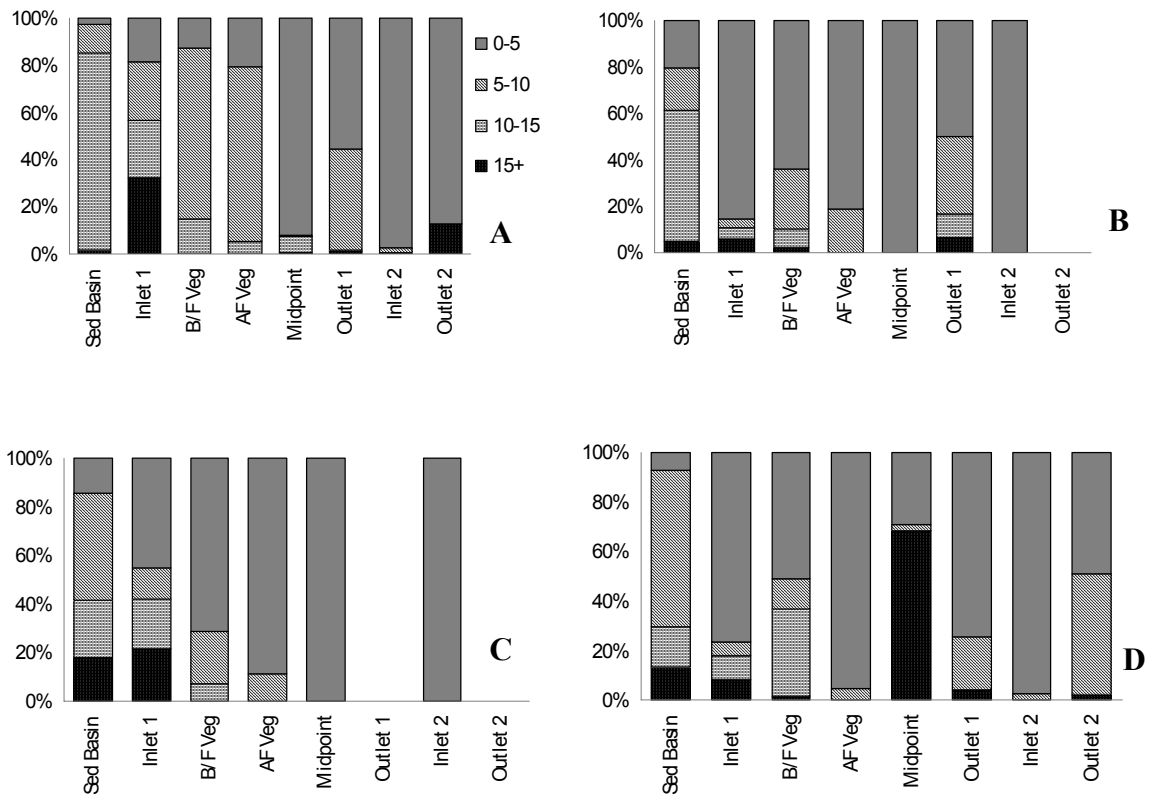 100%
80%
60%
40%
20%
0%
0-5
5-10
10-15
15+
A
Sed Basin
Inlet 1
B/F Veg
AF Veg
Midpoint
Outlet 1
Inlet 2
Outlet 2
100%
80%
60%
40%
20%
0%
B
Sed Basin
Inlet 1
B/F Veg
AF Veg
Midpoint
Outlet 1
Inlet 2
Outlet 2
100%
80%
60%
40%
20%
0%
C
Sed Basin
Inlet 1
B/F Veg
AF Veg
Midpoint
Outlet 1
Inlet 2
Outlet 2
100%
80%
60%
40%
20%
0%
D
Sed Basin
Inlet 1
B/F Veg
AF Veg
Midpoint
Outlet 1
Inlet 2
Outlet 2